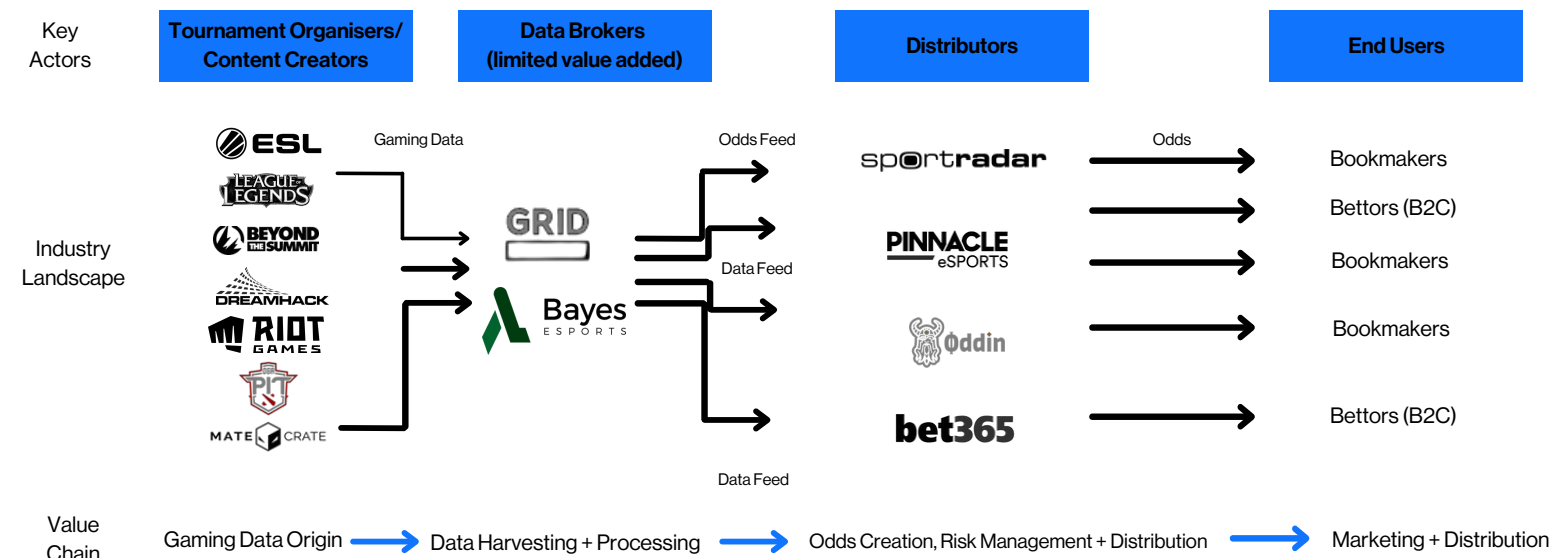 Key
Actors
Tournament Organisers/
Content Creators
Data Brokers
(limited value added)
Distributors
End Users
Industry
Landscape
ESL
LEAGUE OF
LEGENDS
BEYOND
THE SUMMIT
DREAMHACK
RIOT
GAMES
PIT
MATE CRATE
Gaming Data
GRID
Bayes
ESPORTS
Odds Feed
Data Feed
Data Feed
sportradar
PINNACLE
eSPORTS
Oddin
bet365
Odds
Bookmakers
Bettors (B2C)
Bookmakers
Bookmakers
Bettors (B2C)
Value
Chain
Gaming Data Origin
Data Harvesting + Processing
Odds Creation, Risk Management + Distribution
Marketing + Distribution